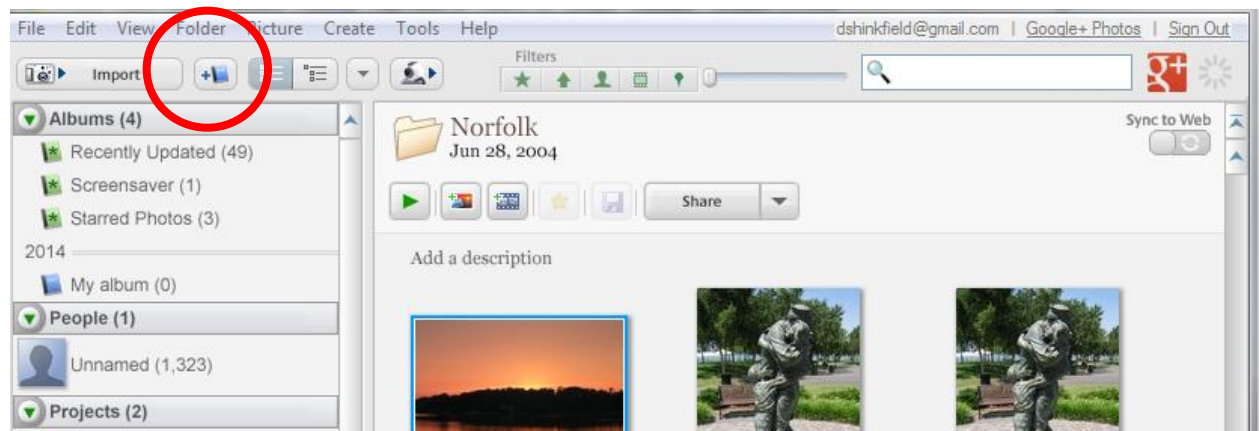 File Edit View Folder Picture Create Tools Help dshinkfield@gmail.com | Google+ Photos | Sign Out
Import
Filters
g+
Albums (4)
Recently Updated (49)
Screensaver (1)
Starred Photos (3)
2014
My album (0)
People (1)
Unnamed (1,323)
Projects (2)
Norfolk
Jun 28, 2004
Sync to Web
Share
Add a description